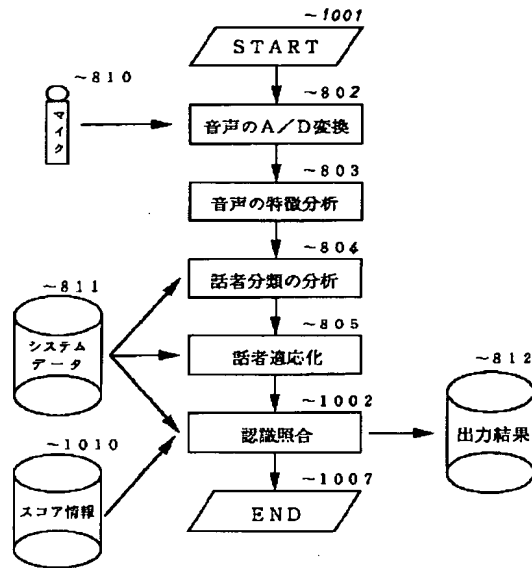 ~1001
START
~810
マイク
~802
音声のA/D変換
~803
音声の特徴分析
~804
話者分類の分析
~811
システム
データ
~805
話者適応化
~812
出力結果
~1002
認識照合
~1010
スコア情報
~1007
END